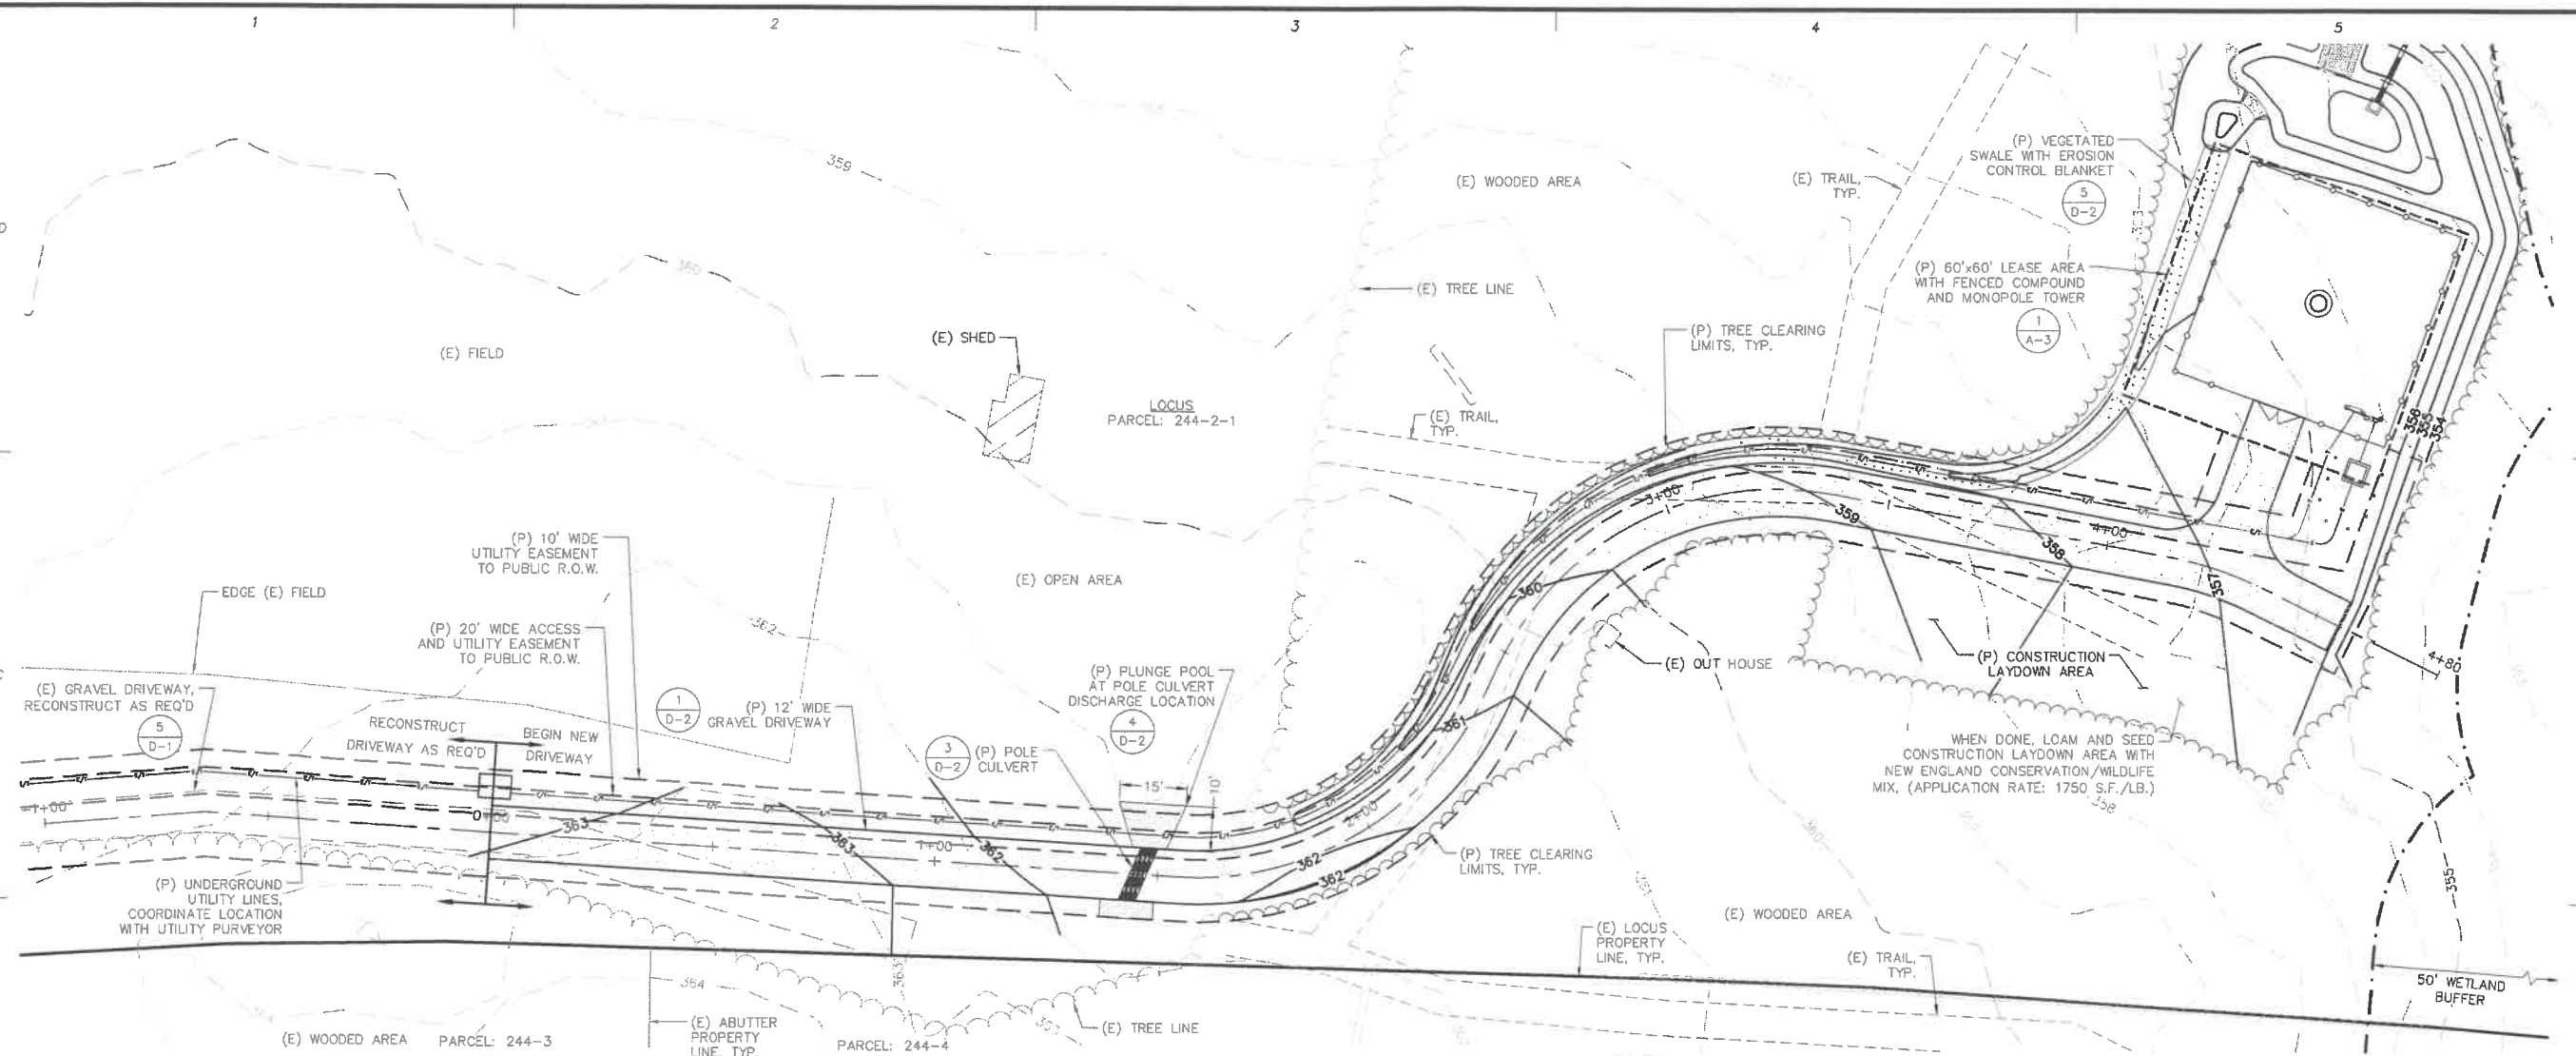 1
2
3
4
5
359
(E) WOODED AREA
(E) TRAIL,
TYP.
(P) VEGETATED
SWALE WITH EROSION
CONTROL BLANKET
5
D-2
353
360
(E) TREE LINE
(P) 60'x60' LEASE AREA
WITH FENCED COMPOUND
AND MONOPOLE TOWER
1
A-3
(E) FIELD
(E) SHED
(P) TREE CLEARING
LIMITS, TYP.
LOCUS
PARCEL: 244-2-1
(E) TRAIL,
TYP.
356
355
354
3+00
359
358
4+00
357
(P) 10' WIDE
UTILITY EASEMENT
TO PUBLIC R.O.W.
(E) OPEN AREA
EDGE (E) FIELD
360
362
(P) 20' WIDE ACCESS
AND UTILITY EASEMENT
TO PUBLIC R.O.W.
(E) OUT HOUSE
(P) CONSTRUCTION
LAYDOWN AREA
4+80
(E) GRAVEL DRIVEWAY,
RECONSTRUCT AS REQ'D
5
D-1
RECONSTRUCT
DRIVEWAY AS REQ'D
BEGIN NEW
DRIVEWAY
1
D-2
(P) 12' WIDE
GRAVEL DRIVEWAY
(P) PLUNGE POOL
AT POLE CULVERT
DISCHARGE LOCATION
4
D-2
3
D-2
(P) POLE
CULVERT
361
WHEN DONE, LOAM AND SEED
CONSTRUCTION LAYDOWN AREA WITH
NEW ENGLAND CONSERVATION/WILDLIFE
MIX, (APPLICATION RATE: 1750 S.F./LB.)
358
15'
10'
-1+00
0+00
363
363
1+00
362
2+00
362
362
360
(P) TREE CLEARING
LIMITS, TYP.
361
355
(P) UNDERGROUND
UTILITY LINES,
COORDINATE LOCATION
WITH UTILITY PURVEYOR
(E) WOODED AREA
(E) LOCUS
PROPERTY
LINE, TYP.
(E) TRAIL,
TYP.
50' WETLAND
BUFFER
364
363
363
(E) WOODED AREA
PARCEL: 244-3
(E) ABUTTER
PROPERTY
LINE, TYP.
PARCEL: 244-4
(E) TREE LINE